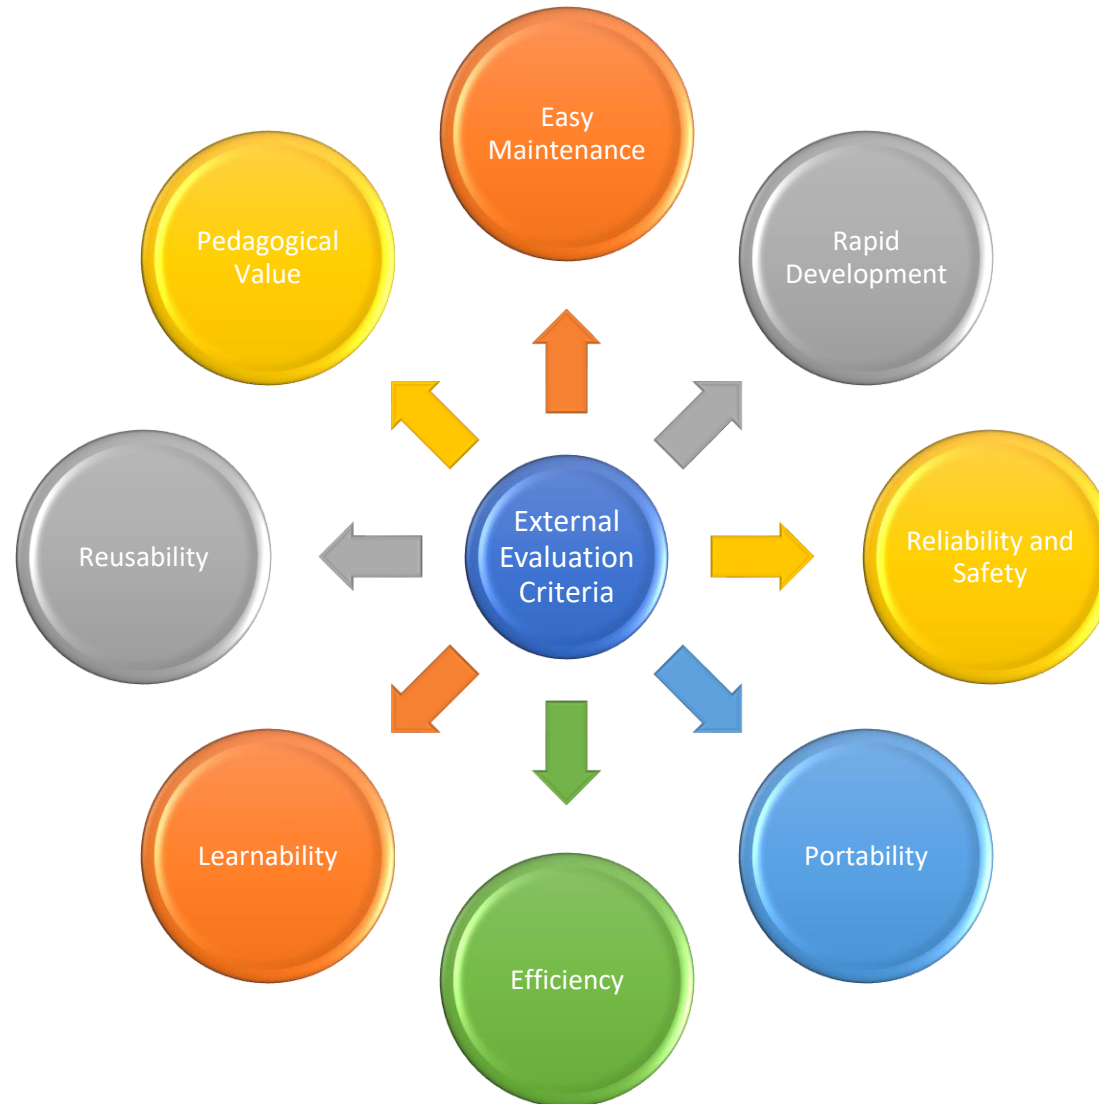 Easy
Maintenance
Rapid
Development
Reliability and
Safety
Portability
Efficiency
Learnability
Reusability
Pedagogical
Value
External
Evaluation
Criteria